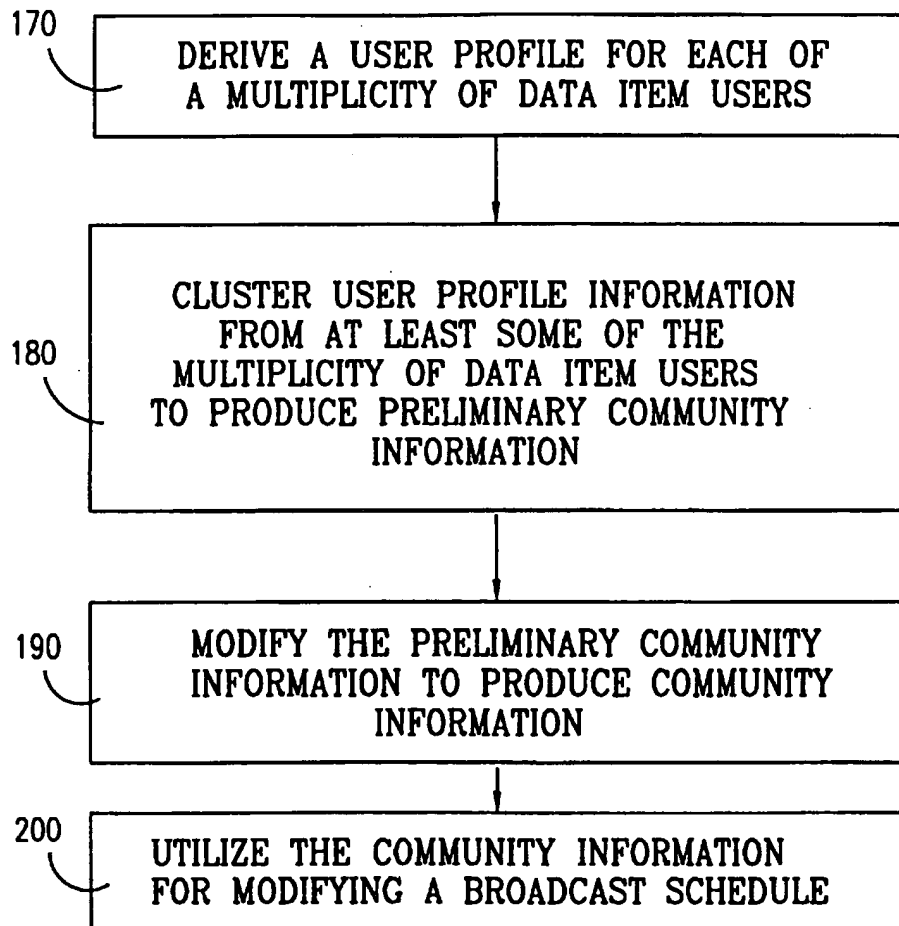 170
DERIVE A USER PROFILE FOR EACH OF
A MULTIPLICITY OF DATA ITEM USERS
180
CLUSTER USER PROFILE INFORMATION
FROM AT LEAST SOME OF THE
MULTIPLICITY OF DATA ITEM USERS
TO PRODUCE PRELIMINARY COMMUNITY
INFORMATION
190
MODIFY THE PRELIMINARY COMMUNITY
INFORMATION TO PRODUCE COMMUNITY
INFORMATION
200
UTILIZE THE COMMUNITY INFORMATION
FOR MODIFYING A BROADCAST SCHEDULE